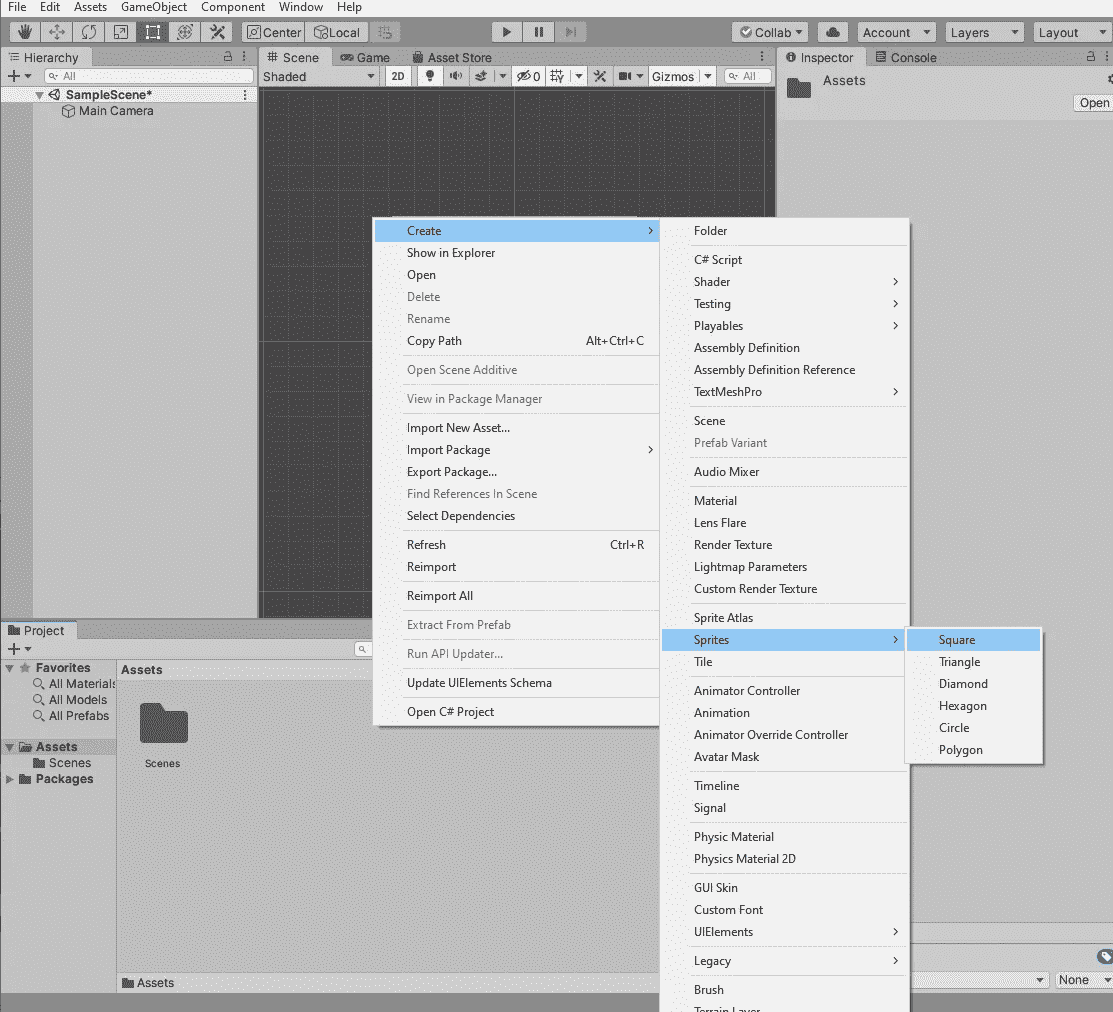 File Edit Assets GameObject Component Window Help
Center Local Collab Account Layers Layout
Hierarchy
All
SampleScene*
Main Camera
Scene Game Asset Store
Shaded 2D 0 Gizmos All
Inspector Console
Assets
Open
Create
Show in Explorer
Open
Delete
Rename
Copy Path Alt+Ctrl+C
Open Scene Additive
View in Package Manager
Import New Asset...
Import Package
Export Package...
Find References In Scene
Select Dependencies
Refresh Ctrl+R
Reimport
Reimport All
Extract From Prefab
Run API Updater...
Update UIElements Schema
Open C# Project
Folder
C# Script
Shader
Testing
Playables
Assembly Definition
Assembly Definition Reference
TextMeshPro
Scene
Prefab Variant
Audio Mixer
Material
Lens Flare
Render Texture
Lightmap Parameters
Custom Render Texture
Sprite Atlas
Sprites
Tile
Animator Controller
Animation
Animator Override Controller
Avatar Mask
Timeline
Signal
Physic Material
Physics Material 2D
GUI Skin
Custom Font
UIElements
Legacy
Brush
Terrain Layer
Square
Triangle
Diamond
Hexagon
Circle
Polygon
Project
Favorites
All Materials
All Models
All Prefabs
Assets
Scenes
Packages
Assets
Scenes
Assets
None